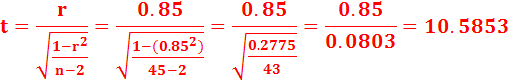 t = r / √((1−r²)/(n−2)) = 0.85 / √((1−(0.85²))/(45−2)) = 0.85 / √(0.2775/43) = 0.85 / 0.0803 = 10.5853